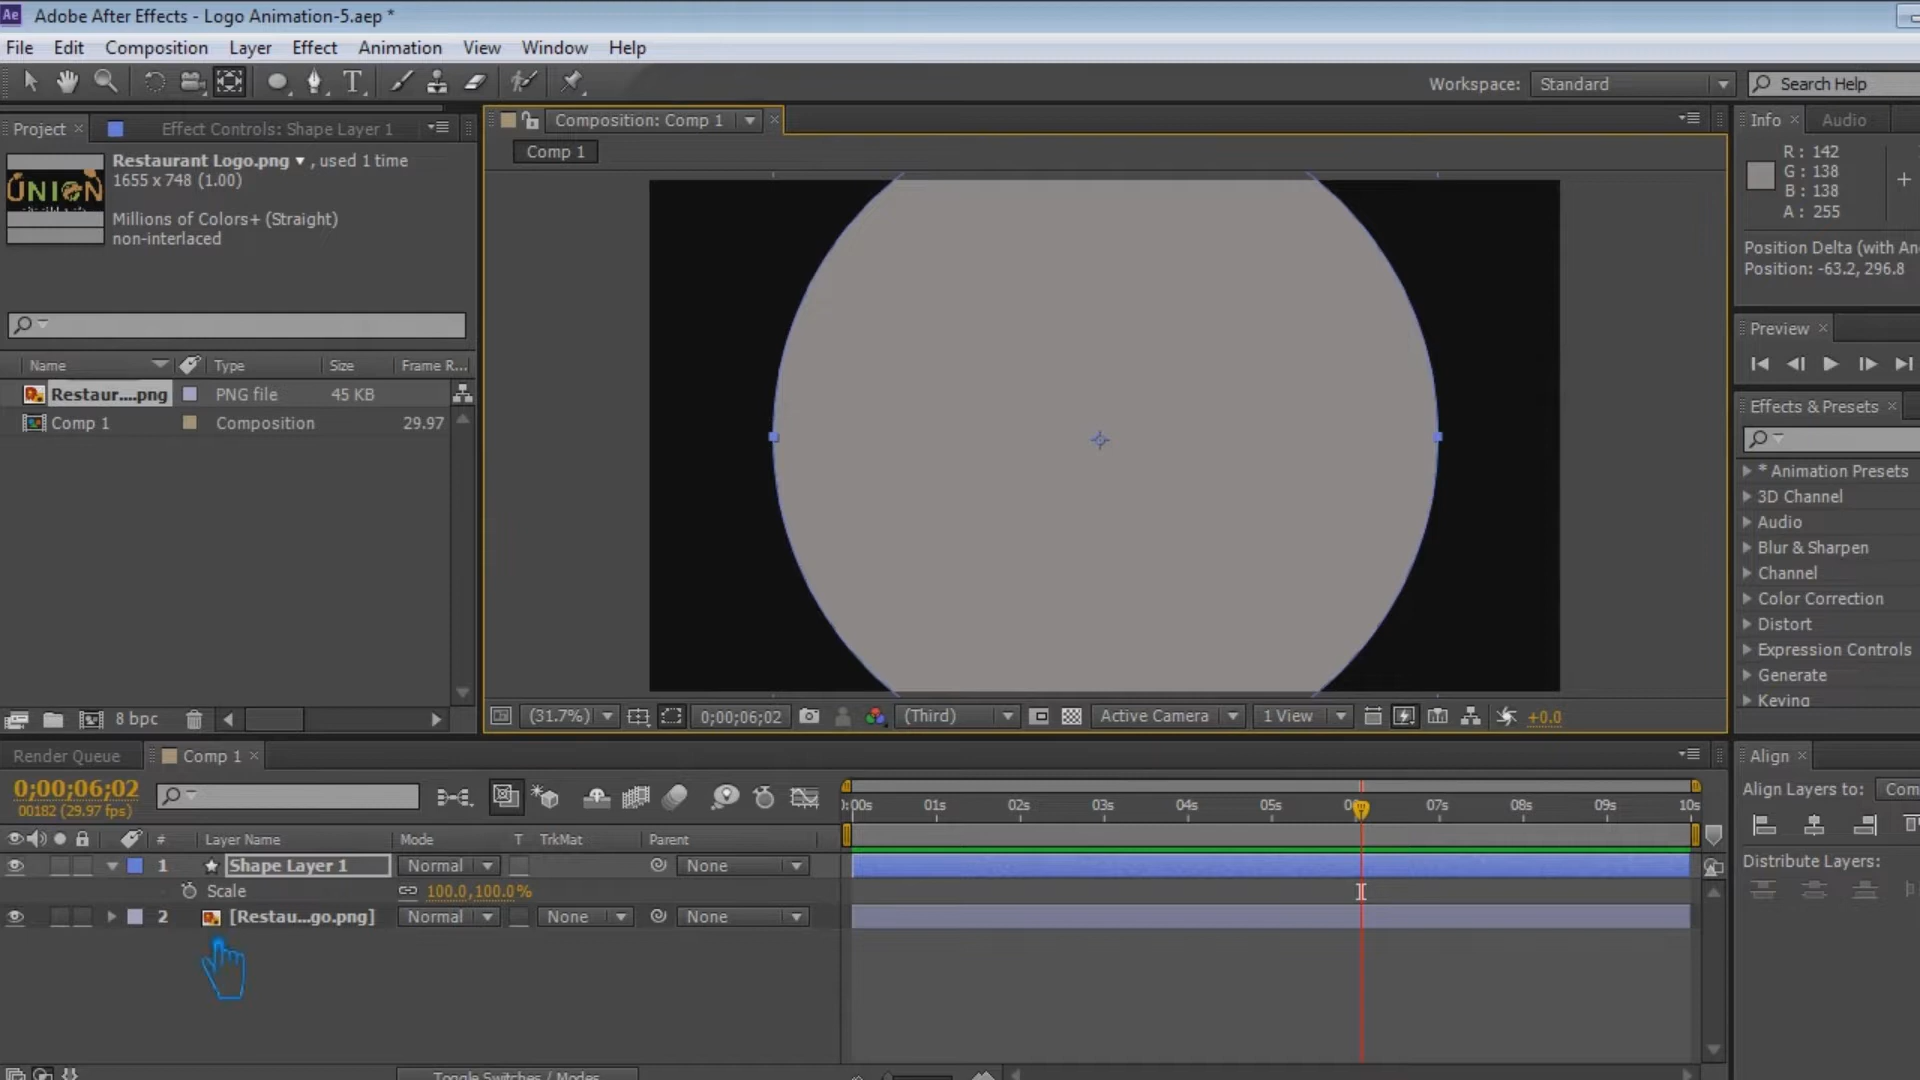 Ae Adobe After Effects - Logo Animation-5.aep *
File Edit Composition Layer Effect Animation View Window Help
T Workspace: Standard Search Help
Project × Effect Controls: Shape Layer 1
Restaurant Logo.png ▾ , used 1 time
1655 x 748 (1.00)
Millions of Colors+ (Straight)
non-interlaced
UNION
Name Type Size Frame R...
Restaur....png PNG file 45 KB
Comp 1 Composition 29.97
8 bpc
Composition: Comp 1 ×
Comp 1
(31.7%) 0;00;06;02 (Third) Active Camera 1 View +0.0
Info × Audio
R : 142
G : 138
B : 138
A : 255
+
Position Delta (with An
Position: -63.2, 296.8
Preview ×
Effects & Presets ×
* Animation Presets
3D Channel
Audio
Blur & Sharpen
Channel
Color Correction
Distort
Expression Controls
Generate
Keying
Render Queue Comp 1 ×
0;00;06;02
00182 (29.97 fps)
# Layer Name Mode T TrkMat Parent
1 Shape Layer 1 Normal None
Scale 100.0,100.0%
2 [Restau...go.png] Normal None None
Toggle Switches / Modes
):00s 01s 02s 03s 04s 05s 07s 08s 09s 10s
Align ×
Align Layers to: Com
Distribute Layers: